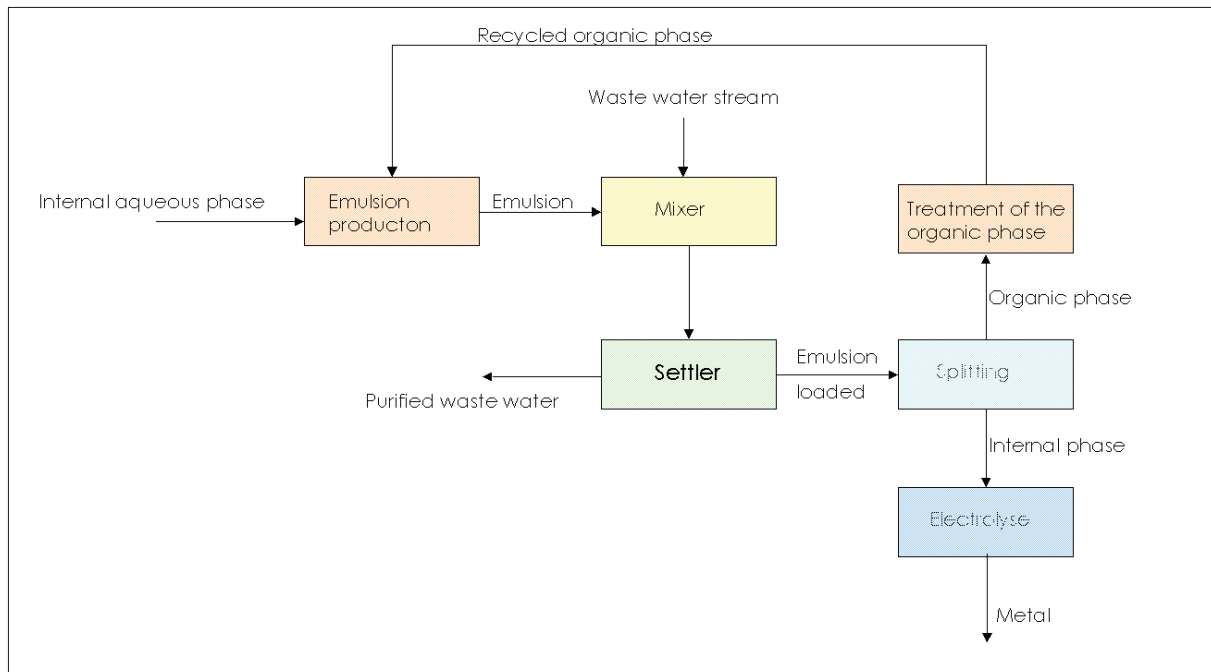 Recycled organic phase
Waste water stream
Internal aqueous phase
Emulsion
producton
Emulsion
Mixer
Treatment of the
organic phase
Organic phase
Settler
Emulsion
loaded
Splitting
Purified waste water
Internal phase
Electrolyse
Metal